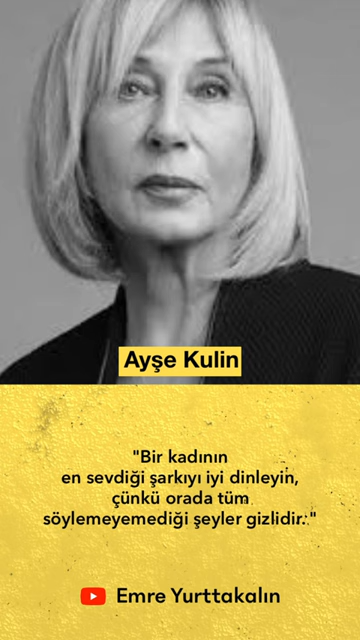 Ayşe Kulin
"Bir kadının
en sevdiği şarkıyı iyi dinleyin,
çünkü orada tüm
söylemeyemediği şeyler gizlidir."
Emre Yurttakalın